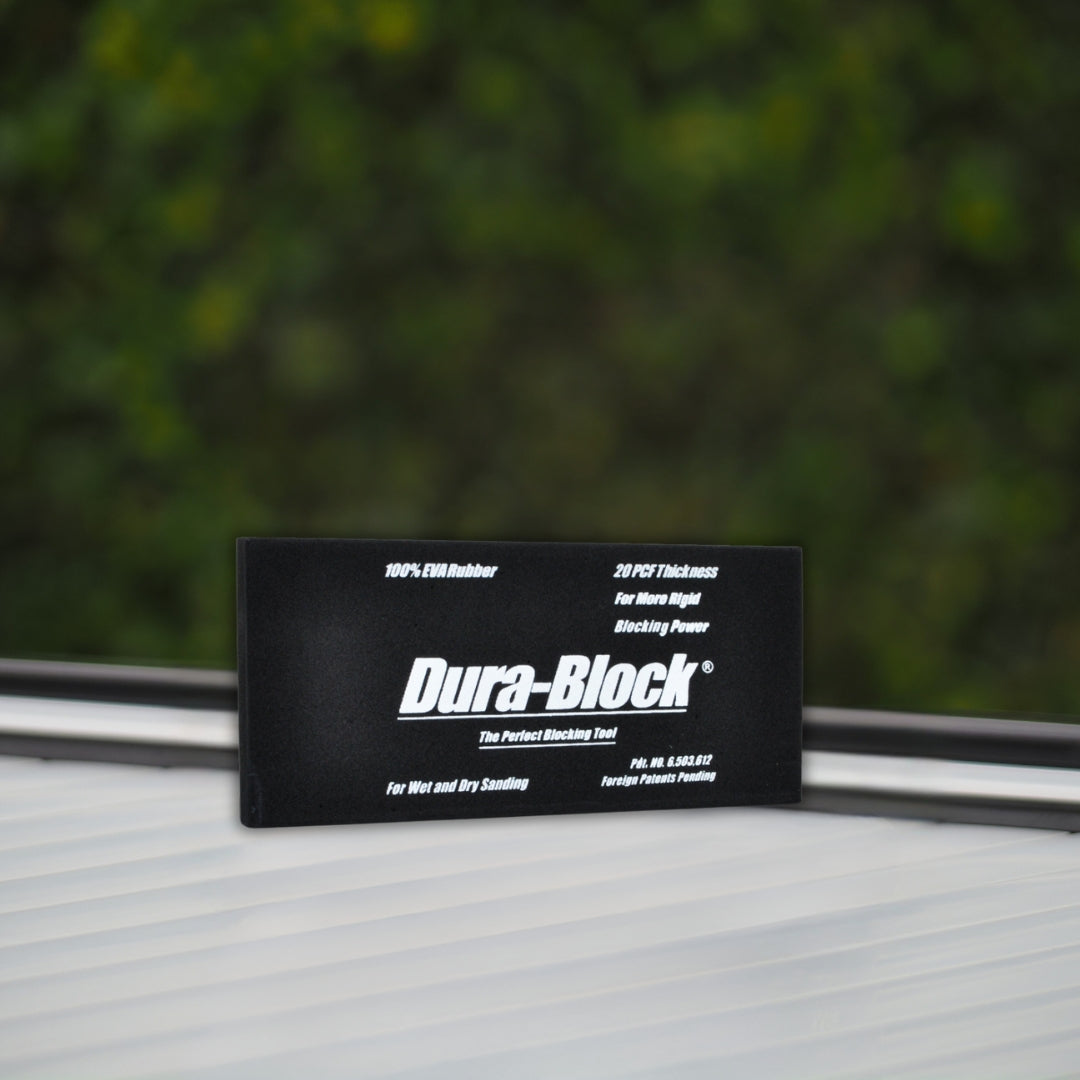 100% EVA Rubber
20 PCF Thickness
For More Rigid
Blocking Power
Dura-Block®
The Perfect Blocking Tool
For Wet and Dry Sanding
Pat. NO. 6.503.612
Foreign Patents Pending